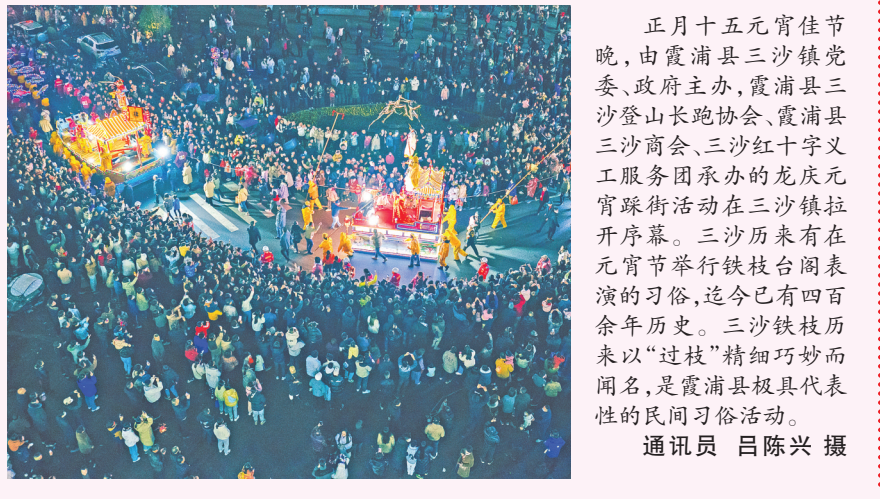 正月十五元宵佳节
晚，由霞浦县三沙镇党
委、政府主办，霞浦县三
沙登山长跑协会、霞浦县
三沙商会、三沙红十字义
工服务团承办的龙庆元
宵踩街活动在三沙镇拉
开序幕。三沙历来有在
元宵节举行铁枝台阁表
演的习俗，迄今已有四百
余年历史。三沙铁枝历
来以“过枝”精细巧妙而
闻名，是霞浦县极具代表
性的民间习俗活动。
通讯员 吕陈兴 摄